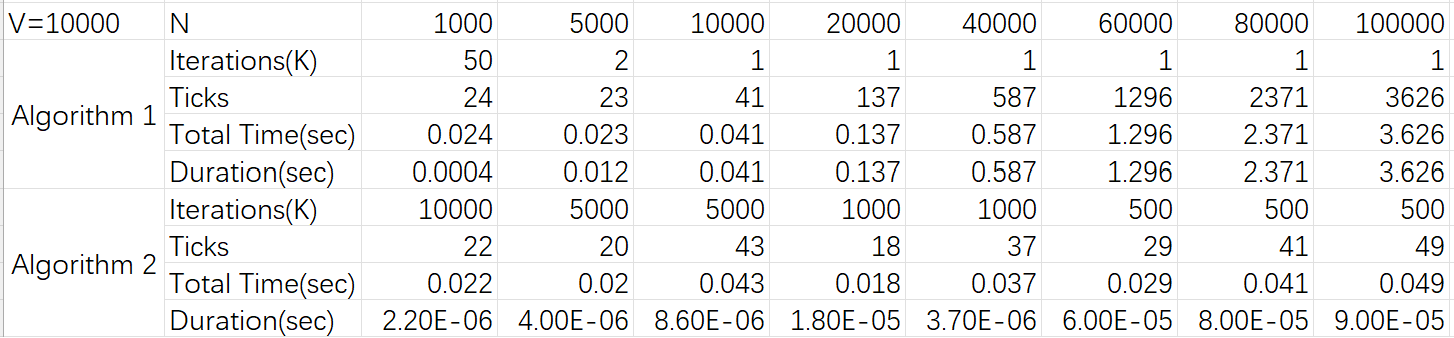 V=10000 N 1000 5000 10000 20000 40000 60000 80000 100000
Algorithm 1
Iterations(K) 50 2 1 1 1 1 1 1
Ticks 24 23 41 137 587 1296 2371 3626
Total Time(sec) 0.024 0.023 0.041 0.137 0.587 1.296 2.371 3.626
Duration(sec) 0.0004 0.012 0.041 0.137 0.587 1.296 2.371 3.626
Algorithm 2
Iterations(K) 10000 5000 5000 1000 1000 500 500 500
Ticks 22 20 43 18 37 29 41 49
Total Time(sec) 0.022 0.02 0.043 0.018 0.037 0.029 0.041 0.049
Duration(sec) 2.20E-06 4.00E-06 8.60E-06 1.80E-05 3.70E-06 6.00E-05 8.00E-05 9.00E-05